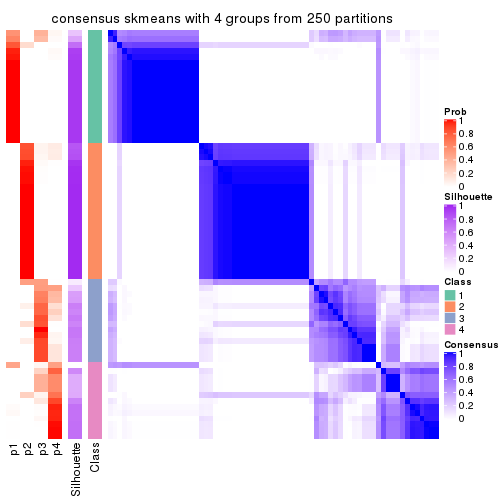 consensus skmeans with 4 groups from 250 partitions
Prob
1
0.8
0.6
0.4
0.2
0
Silhouette
1
0.8
0.6
0.4
0.2
0
Class
1
2
3
4
Consensus
1
0.8
0.6
0.4
0.2
0
p1
p2
p3
p4
Silhouette
Class